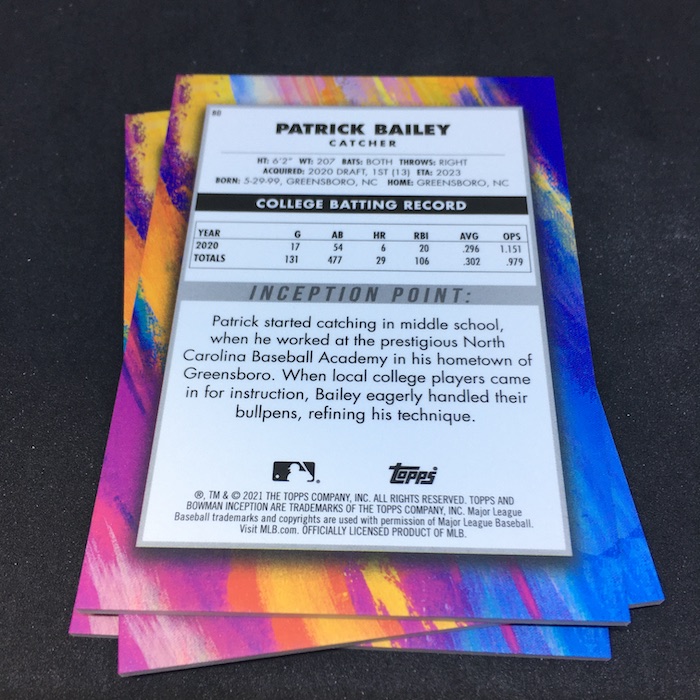 80
PATRICK BAILEY
CATCHER
HT: 6'2" WT: 207 BATS: BOTH THROWS: RIGHT
ACQUIRED: 2020 DRAFT, 1ST (13) ETA: 2023
BORN: 5-29-99, GREENSBORO, NC HOME: GREENSBORO, NC
COLLEGE BATTING RECORD
YEAR G AB HR RBI AVG OPS
2020 17 54 6 20 .296 1.151
TOTALS 131 477 29 106 .302 .979
INCEPTION POINT:
Patrick started catching in middle school,
when he worked at the prestigious North
Carolina Baseball Academy in his hometown of
Greensboro. When local college players came
in for instruction, Bailey eagerly handled their
bullpens, refining his technique.
Topps
®, TM & © 2021 THE TOPPS COMPANY, INC. ALL RIGHTS RESERVED. TOPPS AND
BOWMAN INCEPTION ARE TRADEMARKS OF THE TOPPS COMPANY, INC. Major League
Baseball trademarks and copyrights are used with permission of Major League Baseball.
Visit MLB.com. OFFICIALLY LICENSED PRODUCT OF MLB.